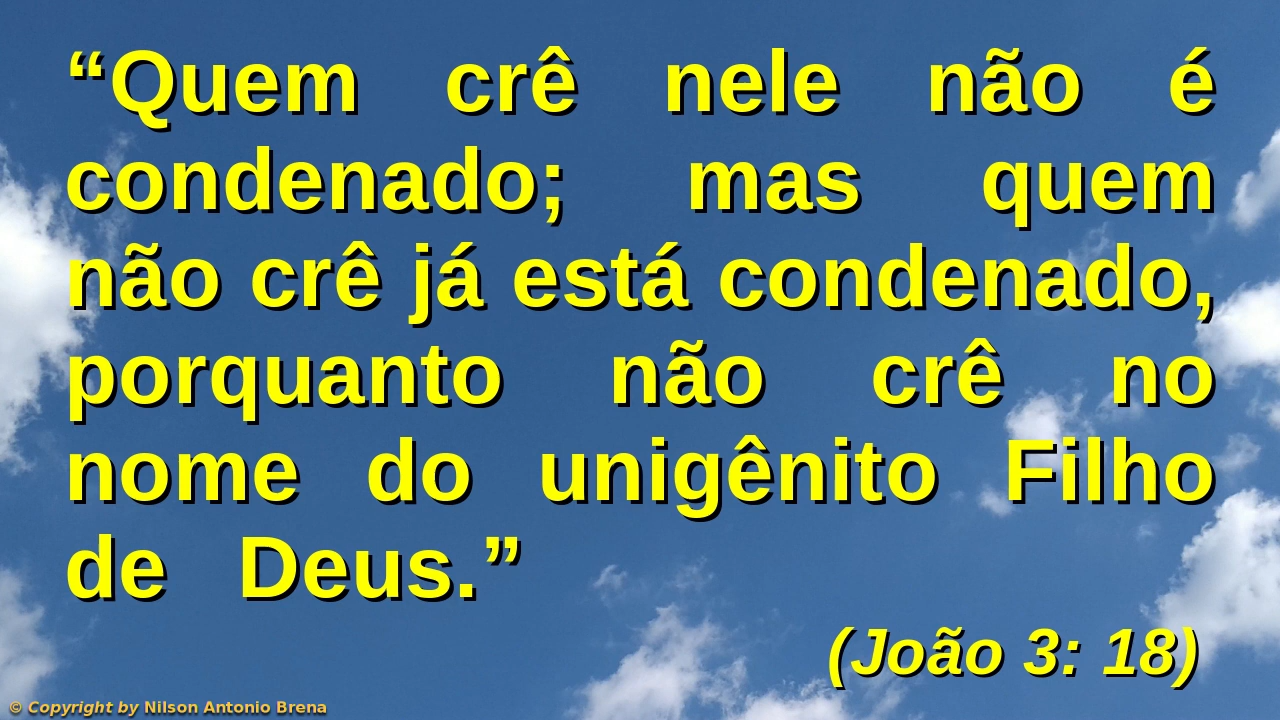 “Quem crê nele não é
condenado; mas quem
não crê já está condenado,
porquanto não crê no
nome do unigênito Filho
de Deus.”
(João 3: 18)
© Copyright by Nilson Antonio Brena